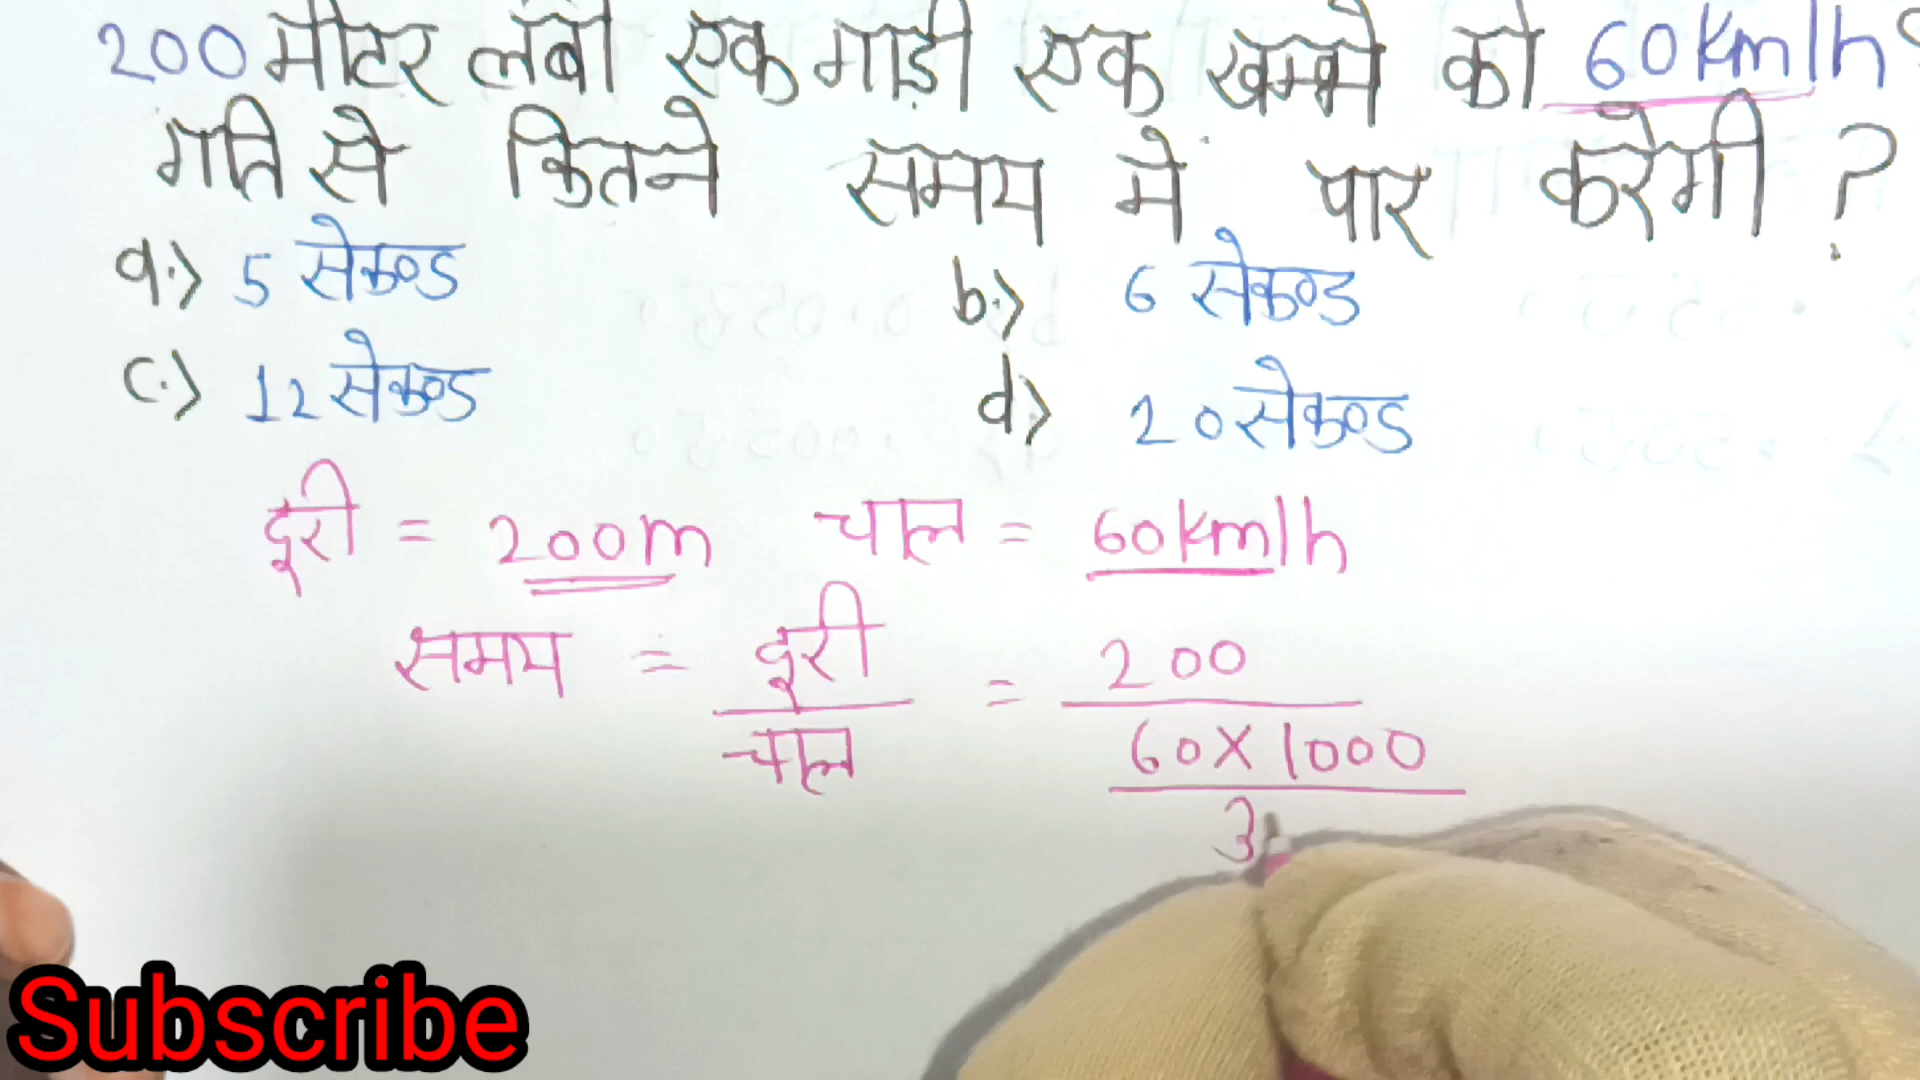 200 मीटर लंबी एक गाड़ी एक खम्भे को 60km/h
गति से कितने समय में पार करेगी ?
a.) 5 सेकण्ड
b.) 6 सेकण्ड
c.) 12 सेकण्ड
d) 20 सेकण्ड
दूरी = 200m चाल = 60km/h
समय = दूरी / चाल = 200 / 60 X 1000 / 3
Subscribe